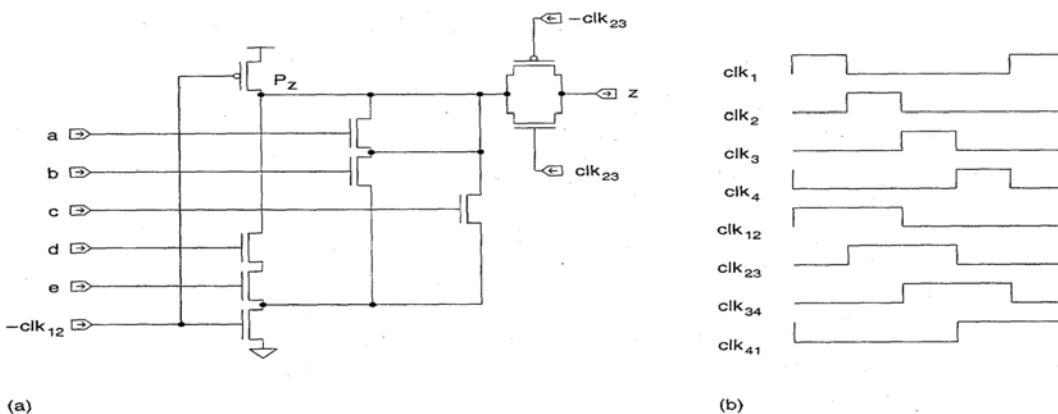 -clk23
Pz
z
a
b
clk23
c
d
e
-clk12
(a)
clk1
clk2
clk3
clk4
clk12
clk23
clk34
clk41
(b)